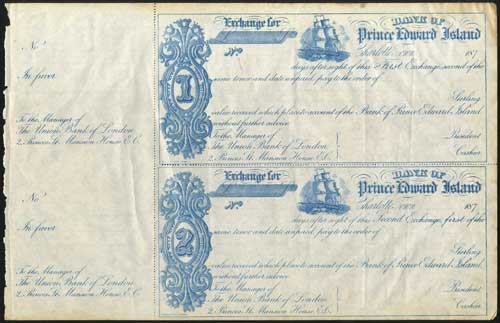 No.
In favor
To the Manager of
The Union Bank of London
2, Princes St. Mansion House E.C.
Exchange for
No
BANK OF
Prince Edward Island
Charlotte Town 187
days after sight of this First Exchange, second of the
same tenor and date unpaid, pay to the order of
Sterling
value received which place to account of the Bank of Prince Edward Island
without further advice
To the Manager of
The Union Bank of London
2, Princes St. Mansion House E.C.
President
Cashier
1
No.
In favor
To the Manager of
The Union Bank of London
2, Princes St. Mansion House E.C.
Exchange for
No
BANK OF
Prince Edward Island
Charlotte Town 187
days after sight of this Second Exchange, first of the
same tenor and date unpaid, pay to the order of
Sterling
value received which place to account of the Bank of Prince Edward Island
without further advice
To the Manager of
The Union Bank of London
2, Princes St. Mansion House E.C.
President
Cashier
2